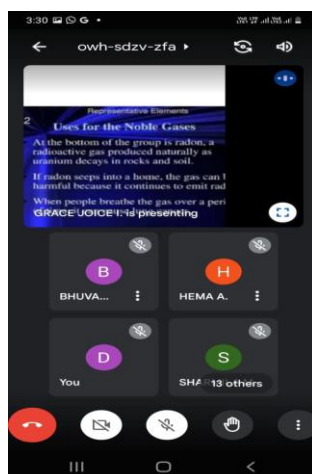 3:30
owh-sdzv-zfa
Representative Elements
2
Uses for the Noble Gases
At the bottom of the group is radon, a
radioactive gas produced naturally as
uranium decays in rocks and soil.
If radon seeps into a home, the gas can
harmful because it continues to emit rad
When people breathe the gas over a peri
GRACE JOICE L is presenting
B
BHUVA...
H
HEMA A.
D
You
S
13 others